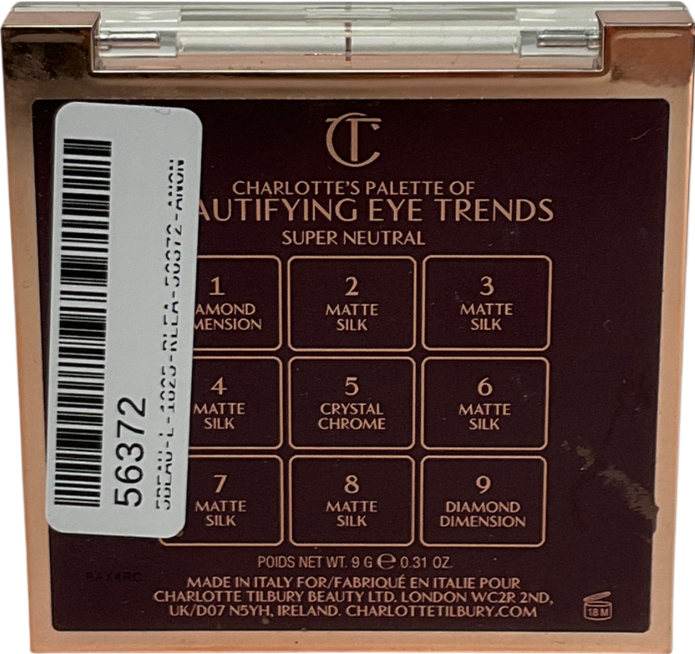 CT
CHARLOTTE'S PALETTE OF
AUTIFYING EYE TRENDS
SUPER NEUTRAL
1
AMOND
MENSION
2
MATTE
SILK
3
MATTE
SILK
4
MATTE
SILK
5
CRYSTAL
CHROME
6
MATTE
SILK
7
MATTE
SILK
8
MATTE
SILK
9
DIAMOND
DIMENSION
POIDS NET WT. 9 G ℮ 0.31 OZ.
MADE IN ITALY FOR/FABRIQUÉ EN ITALIE POUR
CHARLOTTE TILBURY BEAUTY LTD. LONDON WC2R 2ND,
UK/D07 N5YH, IRELAND. CHARLOTTETILBURY.COM
18 M
56372